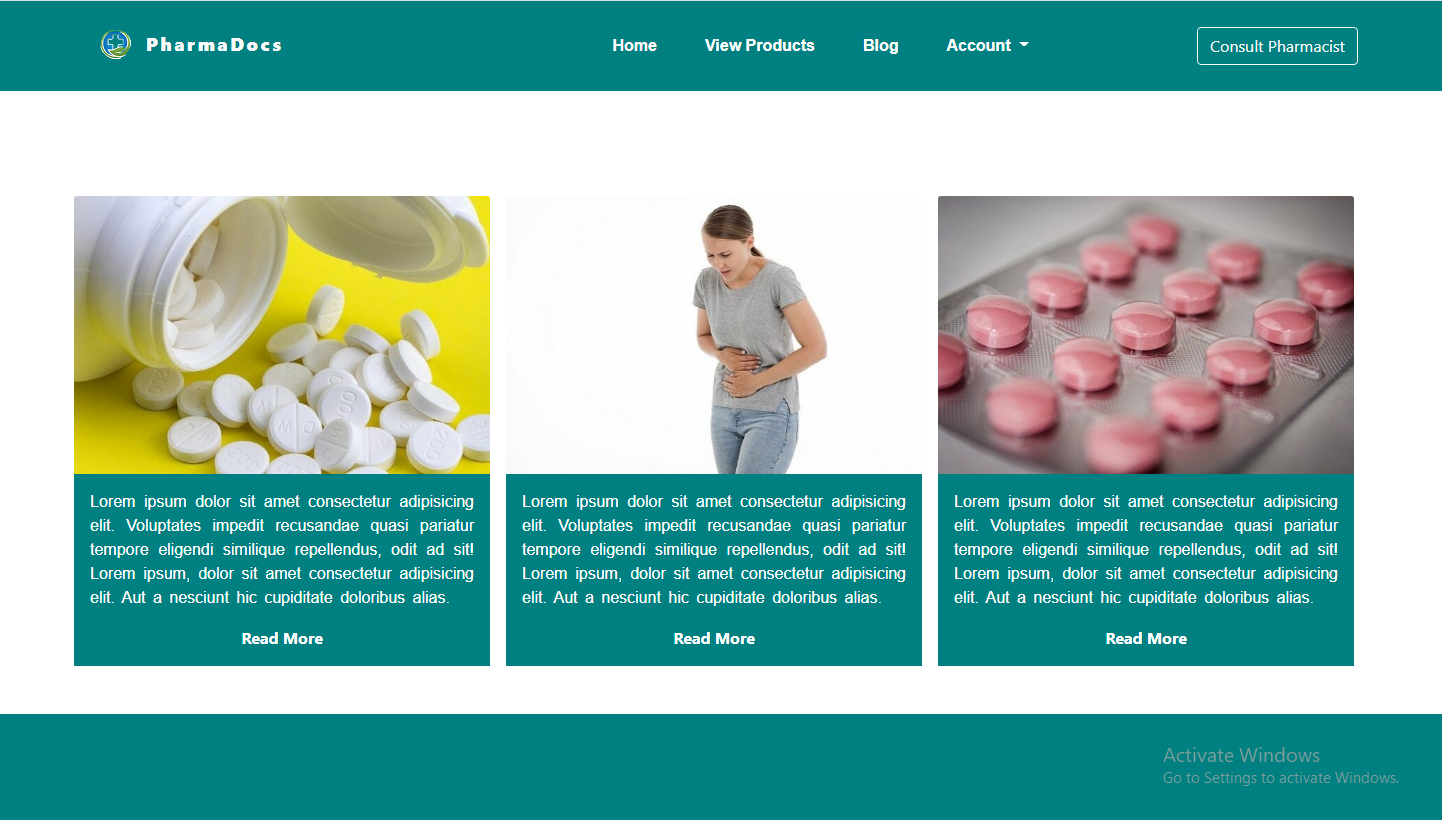 PharmaDocs
Home
View Products
Blog
Account
Consult Pharmacist
Lorem ipsum dolor sit amet consectetur adipisicing
elit. Voluptates impedit recusandae quasi pariatur
tempore eligendi similique repellendus, odit ad sit!
Lorem ipsum, dolor sit amet consectetur adipisicing
elit. Aut a nesciunt hic cupiditate doloribus alias.
Read More
Lorem ipsum dolor sit amet consectetur adipisicing
elit. Voluptates impedit recusandae quasi pariatur
tempore eligendi similique repellendus, odit ad sit!
Lorem ipsum, dolor sit amet consectetur adipisicing
elit. Aut a nesciunt hic cupiditate doloribus alias.
Read More
Lorem ipsum dolor sit amet consectetur adipisicing
elit. Voluptates impedit recusandae quasi pariatur
tempore eligendi similique repellendus, odit ad sit!
Lorem ipsum, dolor sit amet consectetur adipisicing
elit. Aut a nesciunt hic cupiditate doloribus alias.
Read More
Activate Windows
Go to Settings to activate Windows.